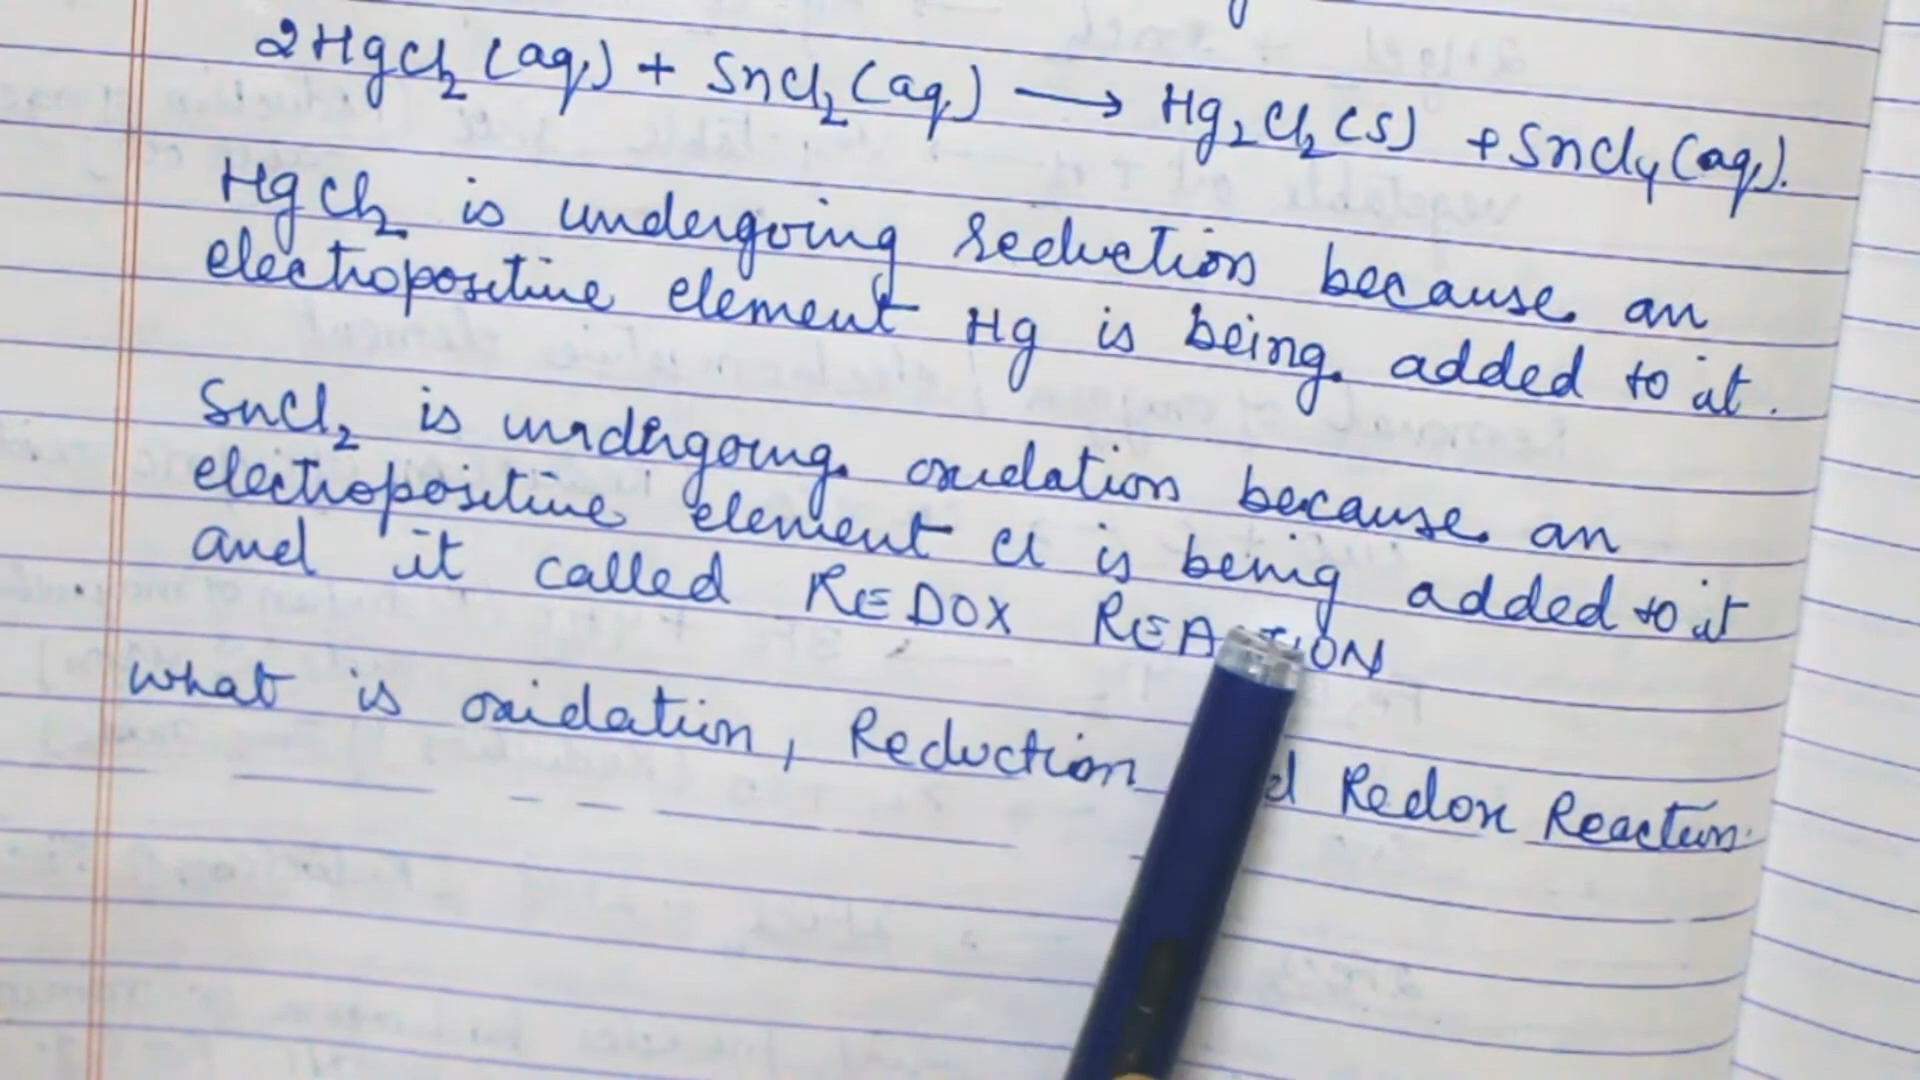 2HgCl₂ (aq) + SnCl₂ (aq) ⟶ Hg₂Cl₂ (s) + SnCl₄ (aq).
HgCl₂ is undergoing reduction because an
electropositive element Hg is being added to it.
SnCl₂ is undergoing oxidation because an
electropositive element Cl is being added to it
and it called REDOX
what is oxidation, Reduction Redox Reaction.